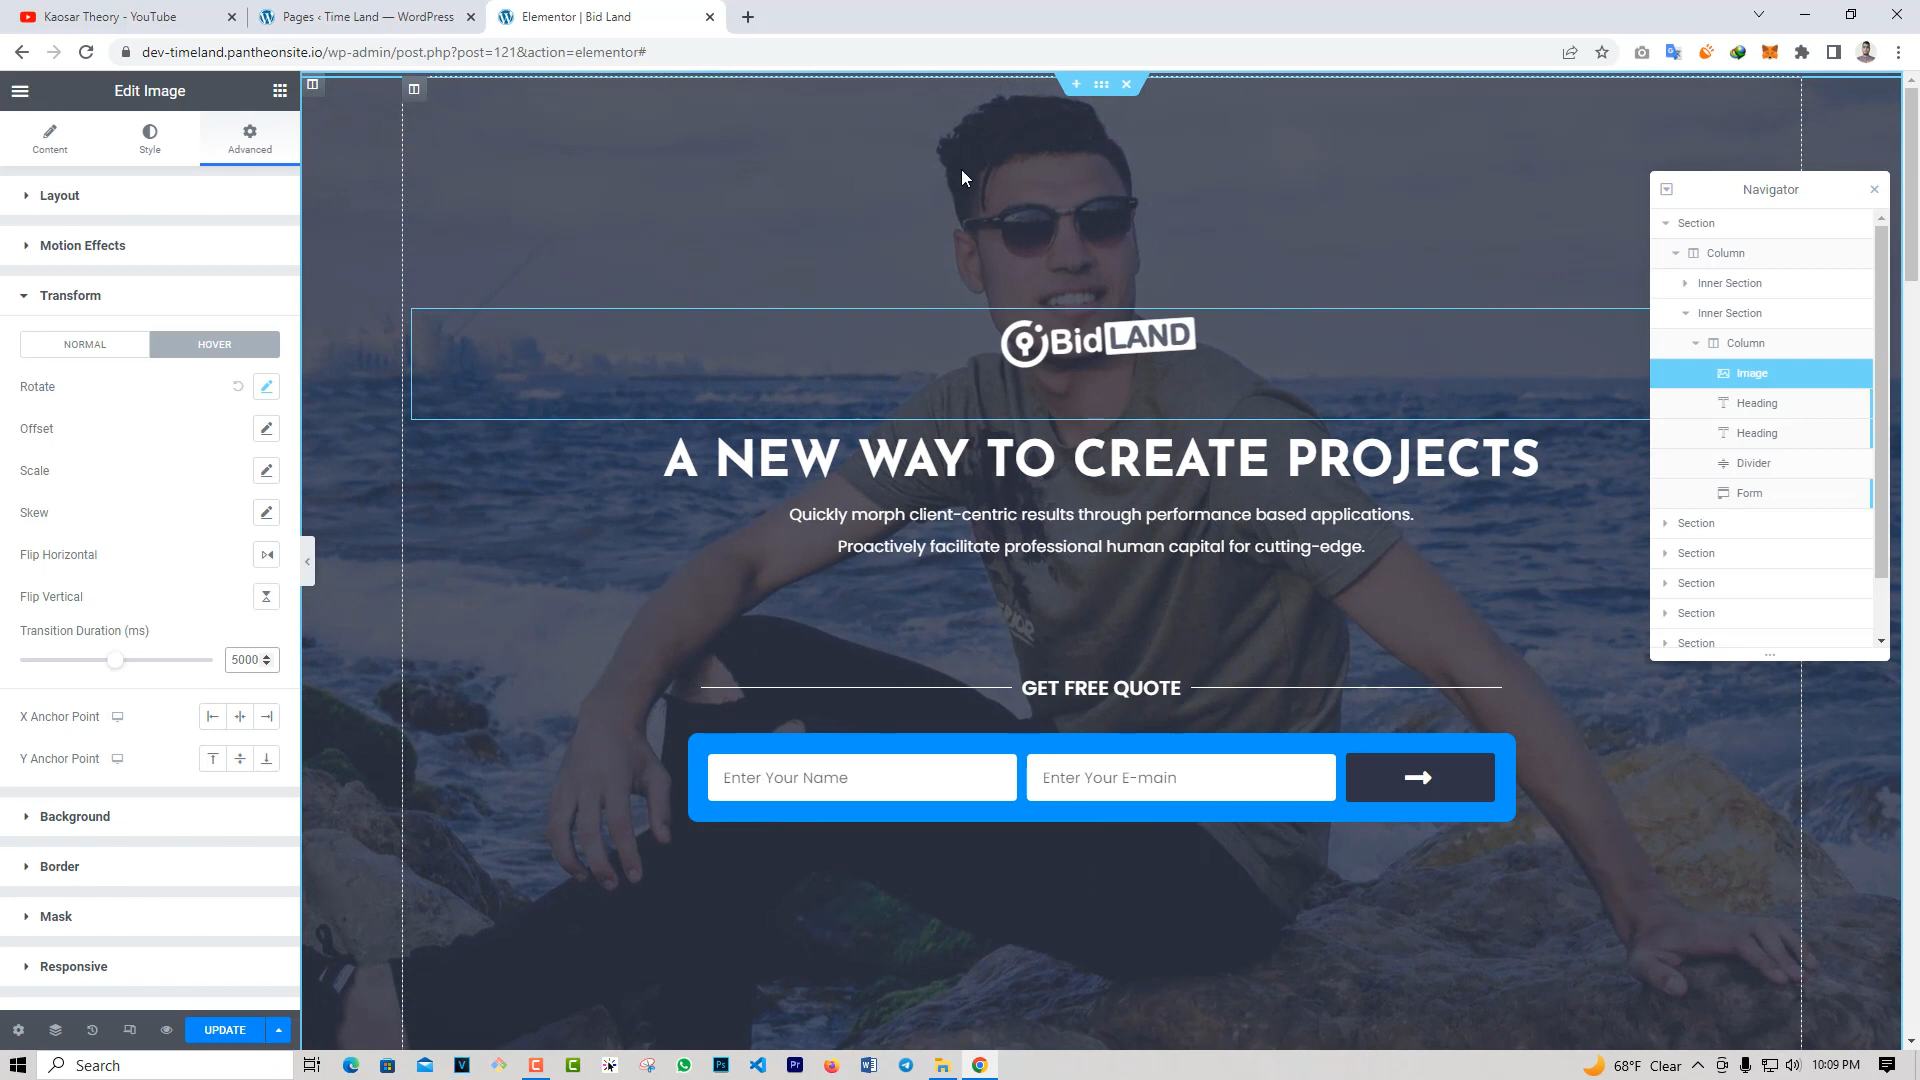 Kaosar Theory - YouTube
Pages ‹ Time Land — WordPress
Elementor | Bid Land
dev-timeland.pantheonsite.io/wp-admin/post.php?post=121&action=elementor#
Edit Image
Content
Style
Advanced
Layout
Motion Effects
Transform
NORMAL
HOVER
Rotate
Offset
Scale
Skew
Flip Horizontal
Flip Vertical
Transition Duration (ms)
5000
X Anchor Point
Y Anchor Point
Background
Border
Mask
Responsive
UPDATE
BidLAND
A NEW WAY TO CREATE PROJECTS
Quickly morph client-centric results through performance based applications.
Proactively facilitate professional human capital for cutting-edge.
GET FREE QUOTE
Enter Your Name
Enter Your E-main
Navigator
Section
Column
Inner Section
Inner Section
Column
Image
Heading
Heading
Divider
Form
Section
Section
Section
Section
Section
Search
68°F Clear
10:09 PM